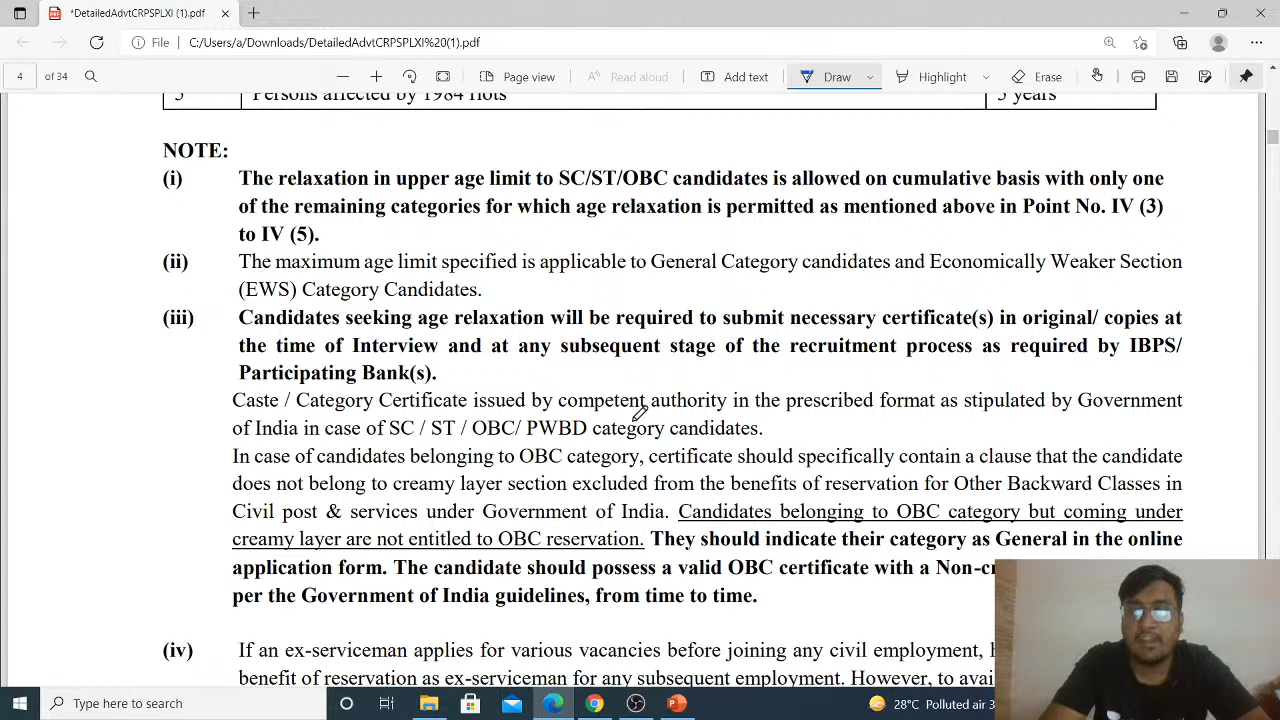 *DetailedAdvtCRPSPLXI (1).pdf
File C:/Users/a/Downloads/DetailedAdvtCRPSPLXI%20(1).pdf
4 of 34 Page view Read aloud Add text Draw Highlight Erase
5 Persons affected by 1984 riots 5 years
NOTE:
(i) The relaxation in upper age limit to SC/ST/OBC candidates is allowed on cumulative basis with only one
of the remaining categories for which age relaxation is permitted as mentioned above in Point No. IV (3)
to IV (5).
(ii) The maximum age limit specified is applicable to General Category candidates and Economically Weaker Section
(EWS) Category Candidates.
(iii) Candidates seeking age relaxation will be required to submit necessary certificate(s) in original/ copies at
the time of Interview and at any subsequent stage of the recruitment process as required by IBPS/
Participating Bank(s).
Caste / Category Certificate issued by competent authority in the prescribed format as stipulated by Government
of India in case of SC / ST / OBC/ PWBD category candidates.
In case of candidates belonging to OBC category, certificate should specifically contain a clause that the candidate
does not belong to creamy layer section excluded from the benefits of reservation for Other Backward Classes in
Civil post & services under Government of India. Candidates belonging to OBC category but coming under
creamy layer are not entitled to OBC reservation. They should indicate their category as General in the online
application form. The candidate should possess a valid OBC certificate with a
per the Government of India guidelines, from time to time.
(iv) If an ex-serviceman applies for various vacancies before joining any civil employment,
benefit of reservation as ex-serviceman for any subsequent employment. However, to
Type here to search 28°C Polluted air